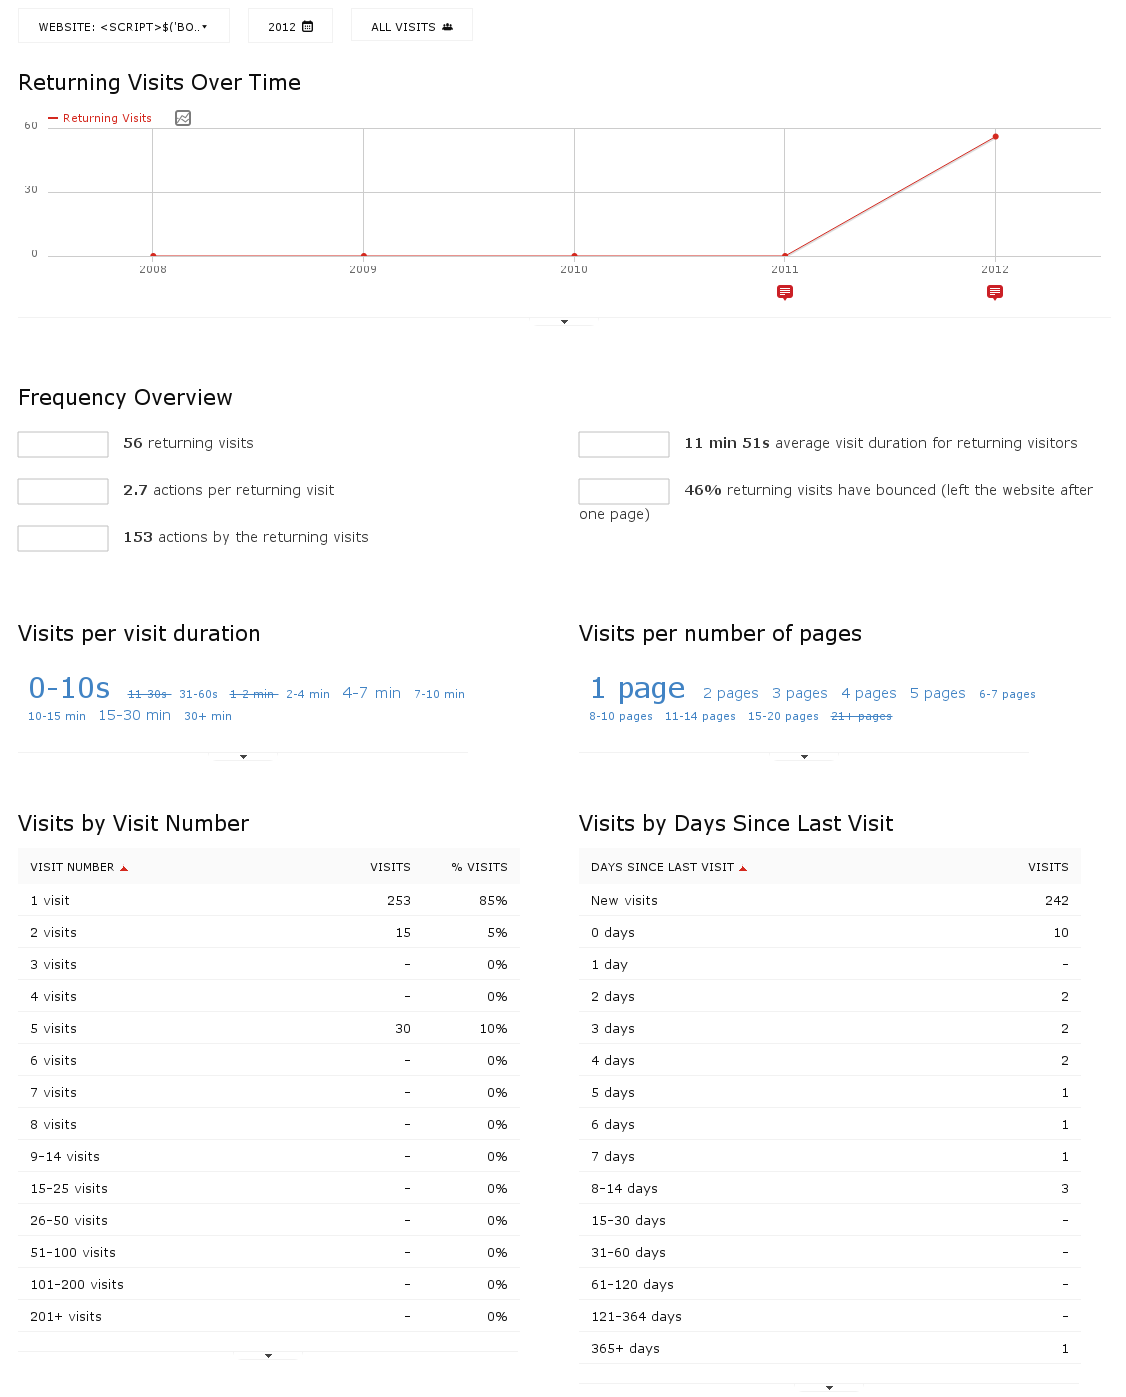 WEBSITE: <SCRIPT>$('BO..
2012
ALL VISITS
Returning Visits Over Time
Returning Visits
60
30
0
2008 2009 2010 2011 2012
Frequency Overview
56 returning visits
2.7 actions per returning visit
153 actions by the returning visits
11 min 51s average visit duration for returning visitors
46% returning visits have bounced (left the website after
one page)
Visits per visit duration
0-10s 11-30s 31-60s 1-2 min 2-4 min 4-7 min 7-10 min
10-15 min 15-30 min 30+ min
Visits per number of pages
1 page 2 pages 3 pages 4 pages 5 pages 6-7 pages
8-10 pages 11-14 pages 15-20 pages 21+ pages
Visits by Visit Number
VISIT NUMBER VISITS % VISITS
1 visit 253 85%
2 visits 15 5%
3 visits - 0%
4 visits - 0%
5 visits 30 10%
6 visits - 0%
7 visits - 0%
8 visits - 0%
9-14 visits - 0%
15-25 visits - 0%
26-50 visits - 0%
51-100 visits - 0%
101-200 visits - 0%
201+ visits - 0%
Visits by Days Since Last Visit
DAYS SINCE LAST VISIT VISITS
New visits 242
0 days 10
1 day -
2 days 2
3 days 2
4 days 2
5 days 1
6 days 1
7 days 1
8-14 days 3
15-30 days -
31-60 days -
61-120 days -
121-364 days -
365+ days 1